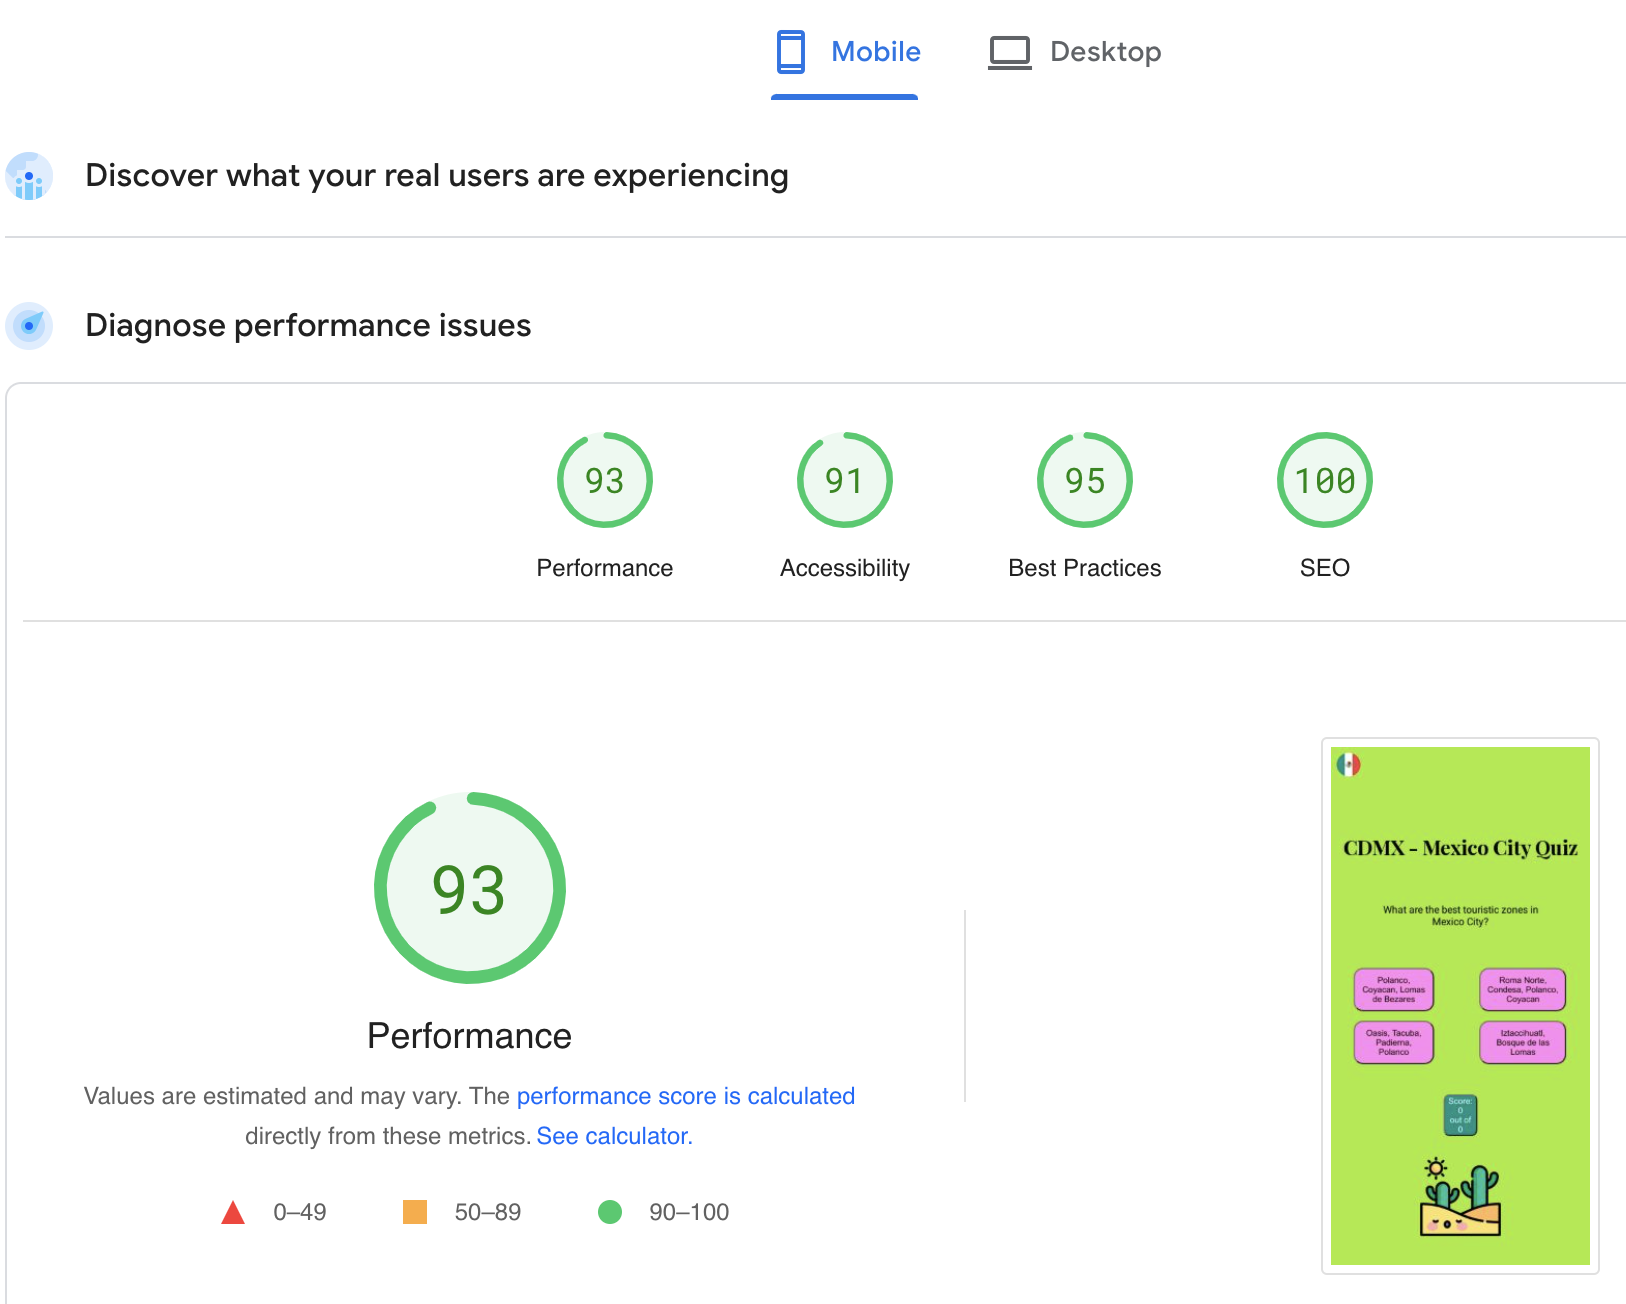 Mobile
Desktop
Discover what your real users are experiencing
Diagnose performance issues
93
91
95
100
Performance
Accessibility
Best Practices
SEO
93
Performance
Values are estimated and may vary. The performance score is calculated
directly from these metrics. See calculator.
0–49
50–89
90–100
CDMX - Mexico City Quiz
What are the best touristic zones in
Mexico City?
Polanco,
Coyacan, Lomas
de Bezares
Roma Norte,
Condesa, Polanco,
Coyacan
Oasis, Tacuba,
Padierna,
Polanco
Iztaccihuatl,
Bosque de las
Lomas
Score:
0
out of
0